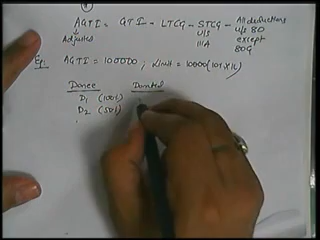 AGTI = GTI - LTCG - STCG - All deductions
Adjusted u/s u/s 80
111A except
80G
Eg: AGTI = 100000 ; Limit = 10000 (10% × 1L)
Donee Donated
D1 (100%)
D2 (50%)